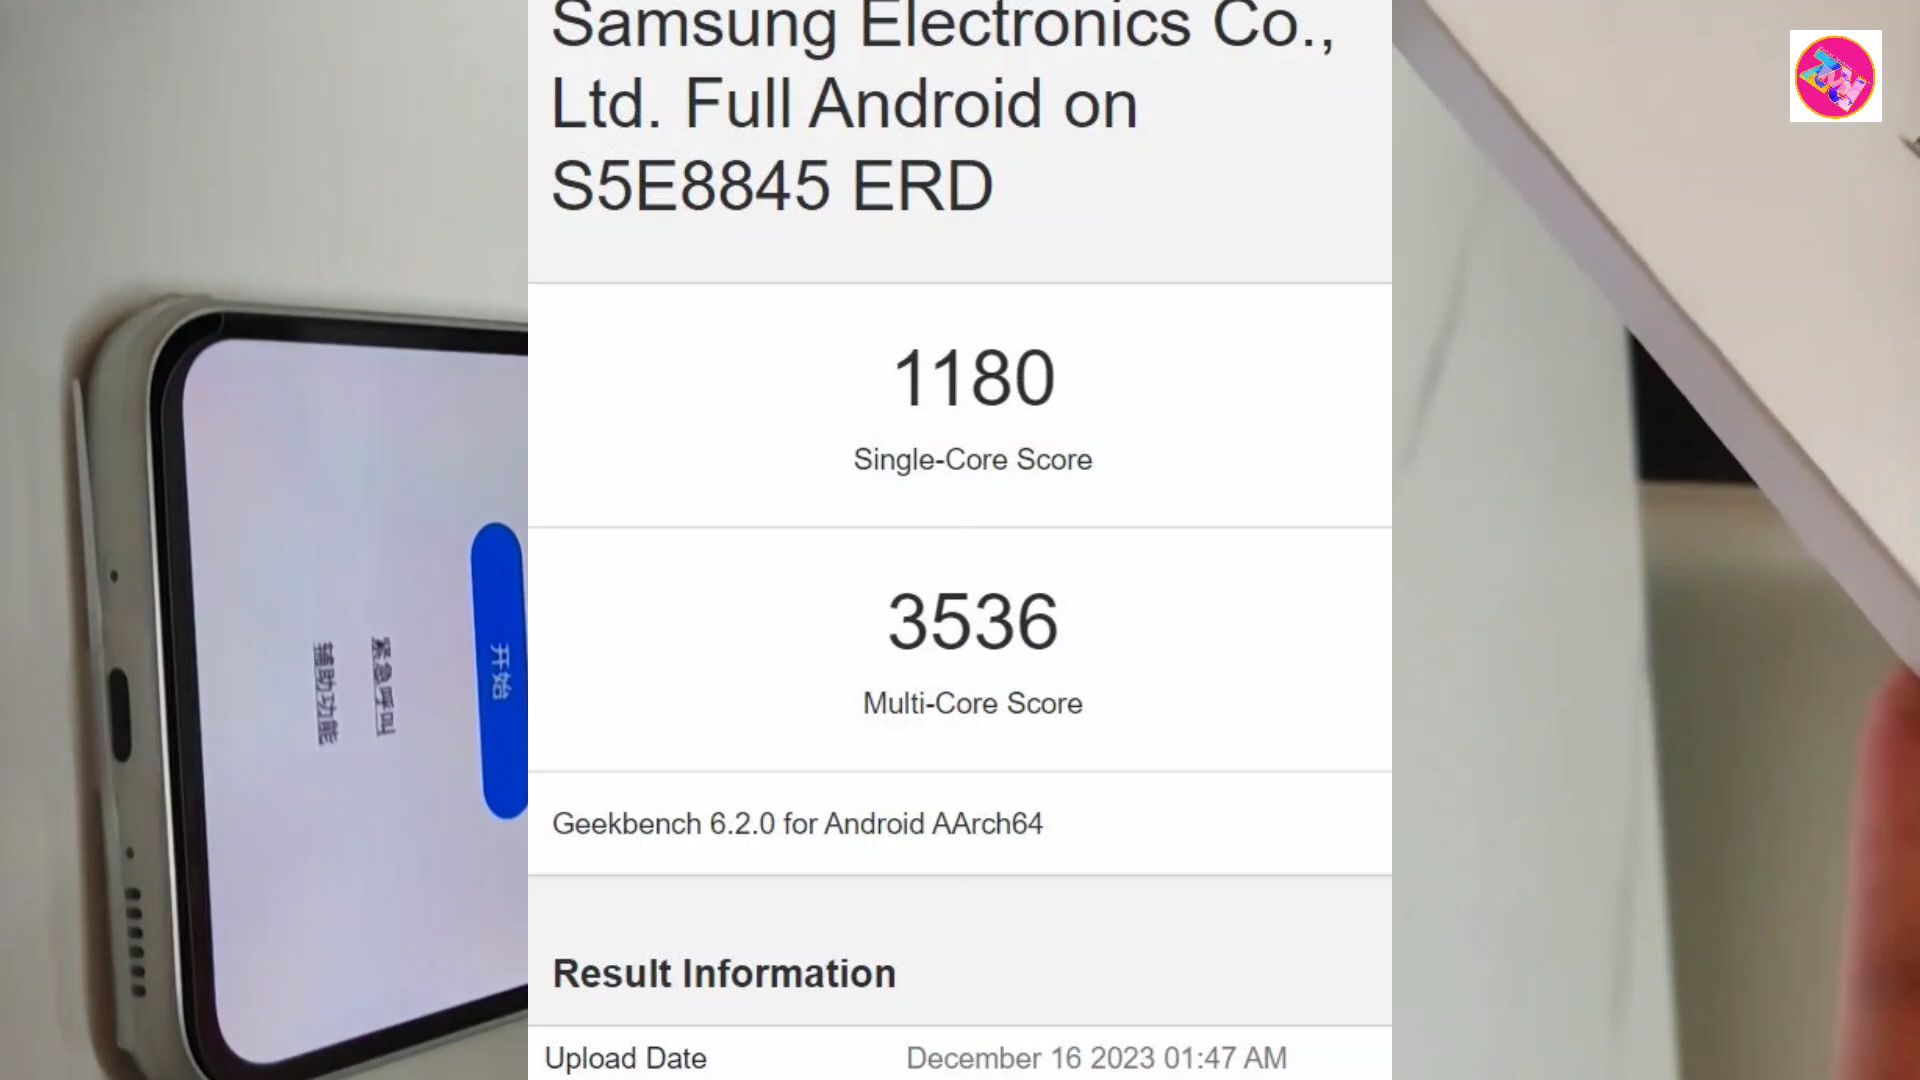 Samsung Electronics Co.,
Ltd. Full Android on
S5E8845 ERD
1180
Single-Core Score
3536
Multi-Core Score
Geekbench 6.2.0 for Android AArch64
Result Information
Upload Date December 16 2023 01:47 AM
开始
紧急呼叫
辅助功能